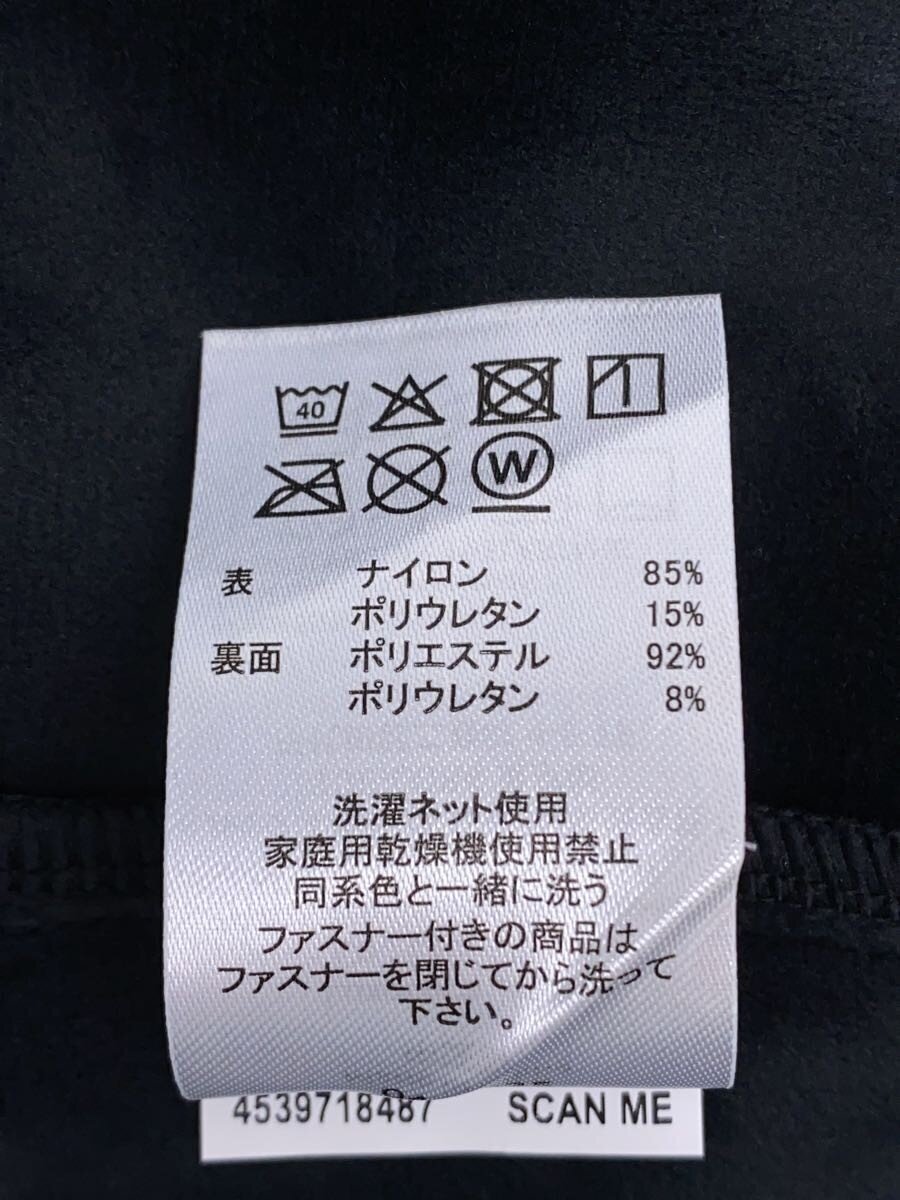 40
W
表 ナイロン 85%
ポリウレタン 15%
裏面 ポリエステル 92%
ポリウレタン 8%
洗濯ネット使用
家庭用乾燥機使用禁止
同系色と一緒に洗う
ファスナー付きの商品は
ファスナーを閉じてから洗って
下さい。
4539718487 SCAN ME